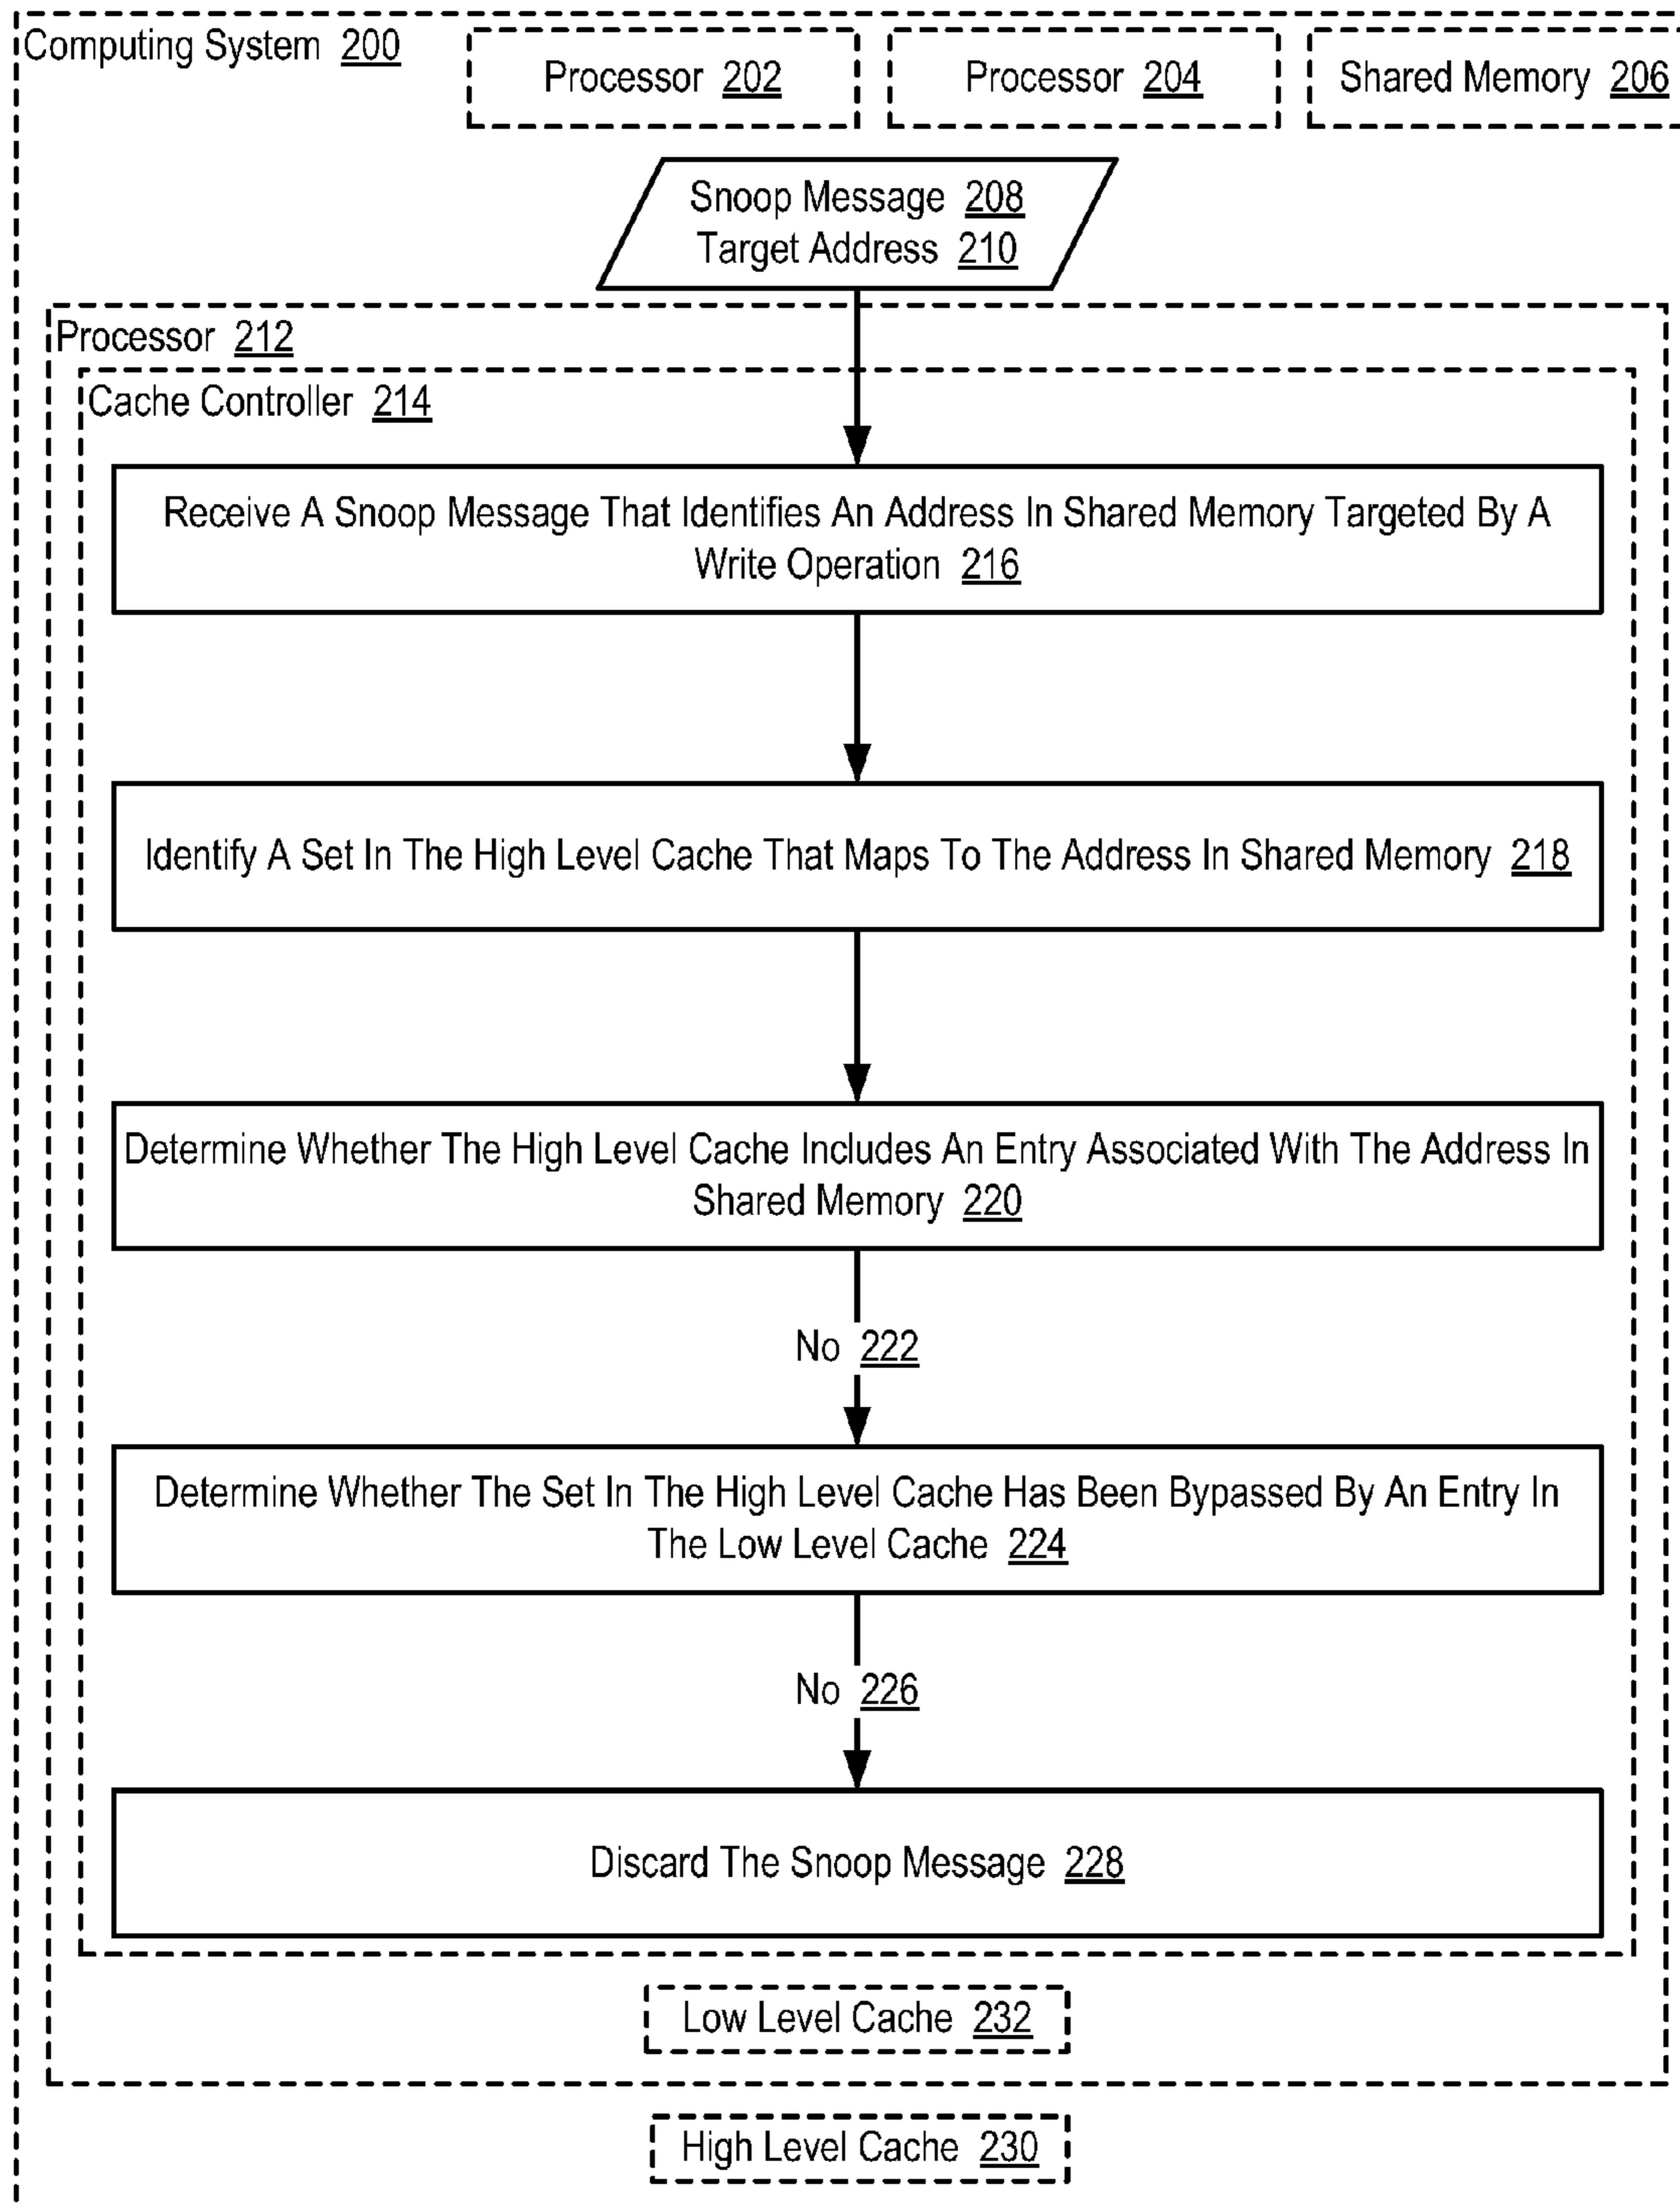 Computing System 200
Processor 202
Processor 204
Shared Memory 206
Snoop Message 208
Target Address 210
Processor 212
Cache Controller 214
Receive A Snoop Message That Identifies An Address In Shared Memory Targeted By A
Write Operation 216
Identify A Set In The High Level Cache That Maps To The Address In Shared Memory 218
Determine Whether The High Level Cache Includes An Entry Associated With The Address In
Shared Memory 220
No 222
Determine Whether The Set In The High Level Cache Has Been Bypassed By An Entry In
The Low Level Cache 224
No 226
Discard The Snoop Message 228
Low Level Cache 232
High Level Cache 230